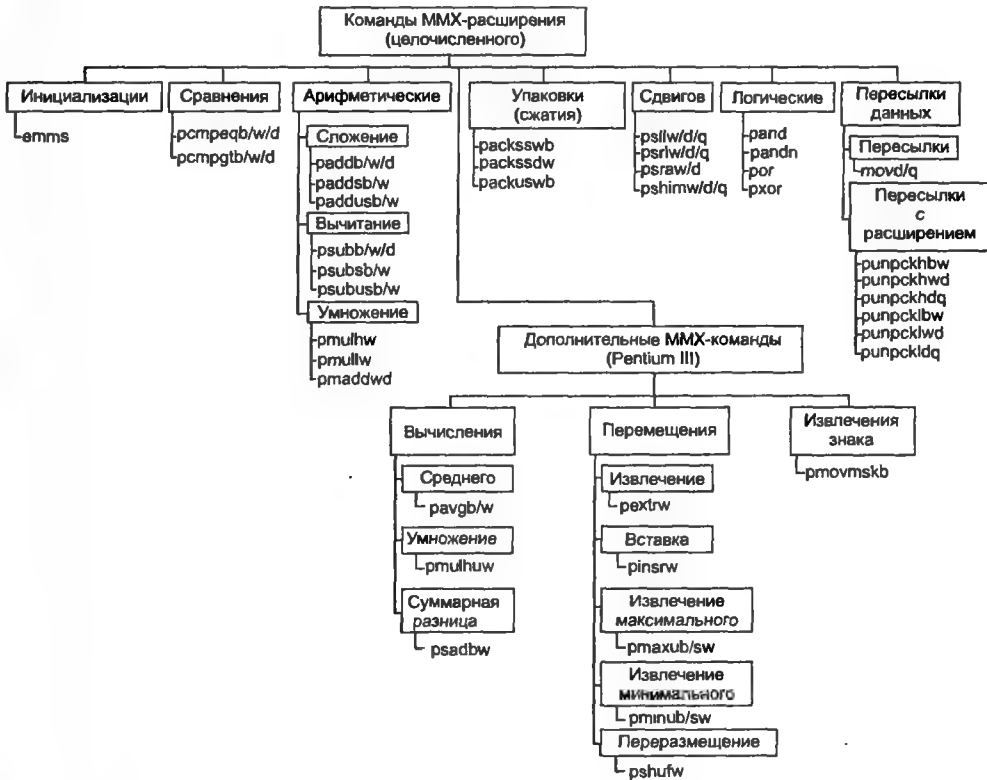 Команды MMX-расширения
(целочисленного)
Инициализации
emms
Сравнения
pcmpeqb/w/d
pcmpgtb/w/d
Арифметические
Сложение
paddb/w/d
paddsb/w
paddusb/w
Вычитание
psubb/w/d
psubsb/w
psubusb/w
Умножение
pmulhw
pmullw
pmaddwd
Упаковки
(сжатия)
packsswb
packssdw
packuswb
Сдвигов
psllw/d/q
psrlw/d/q
psraw/d
pshimw/d/q
Логические
pand
pandn
por
pxor
Пересылки
данных
Пересылки
movd/q
Пересылки
с
расширением
punpckhbw
punpckhwd
punpckhdq
punpcklbw
punpcklwd
punpckldq
Дополнительные MMX-команды
(Pentium III)
Вычисления
Среднего
pavgb/w
Умножение
pmulhuw
Суммарная
разница
psadbw
Перемещения
Извлечение
pextrw
Вставка
pinsrw
Извлечение
максимального
pmaxub/sw
Извлечение
минимального
pminub/sw
Переразмещение
pshufw
Извлечения
знака
pmovmskb